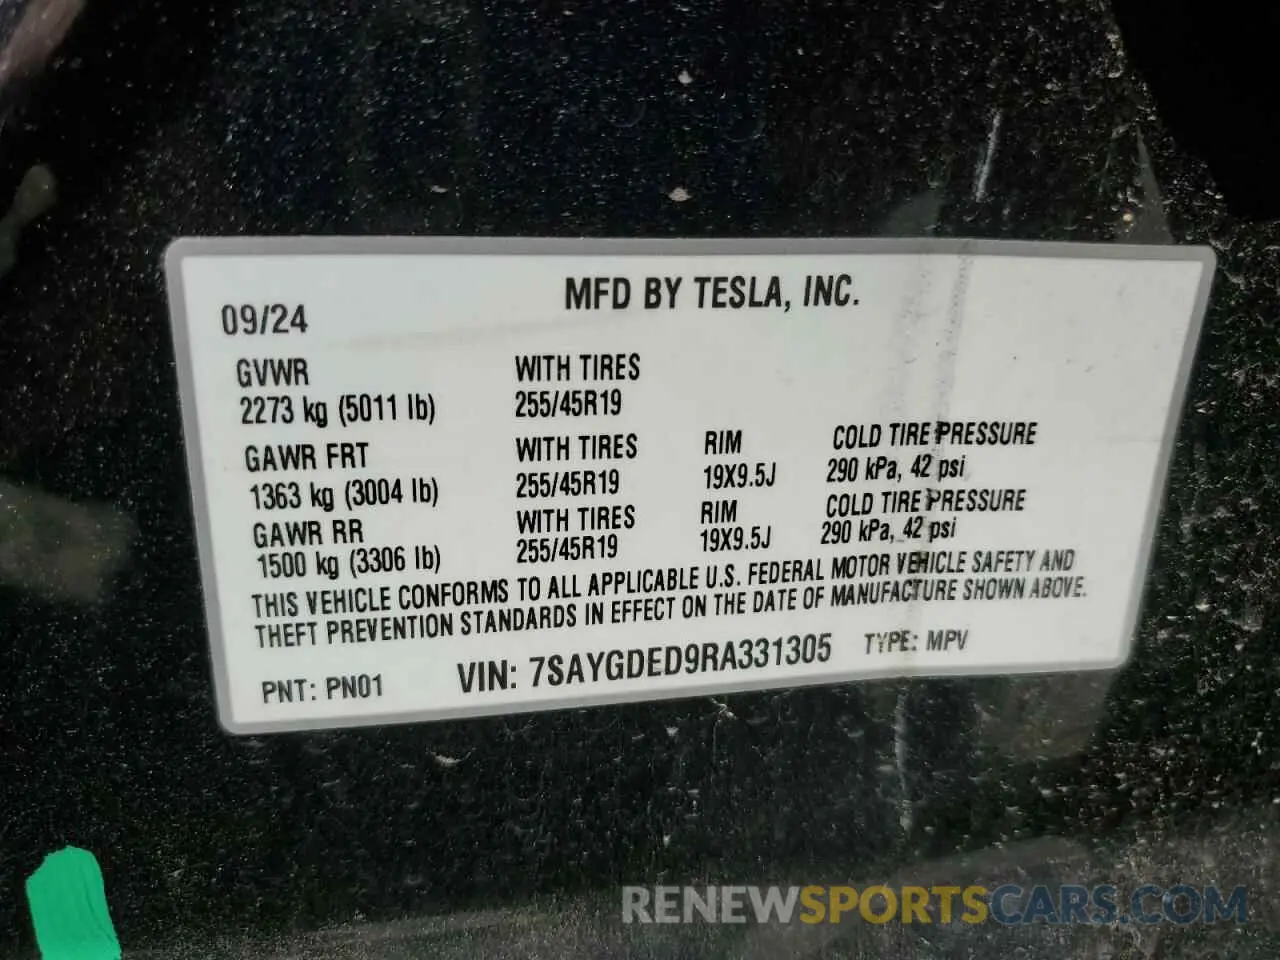 MFD BY TESLA, INC.
09/24
GVWR WITH TIRES
2273 kg (5011 lb) 255/45R19
GAWR FRT WITH TIRES RIM COLD TIRE PRESSURE
1363 kg (3004 lb) 255/45R19 19X9.5J 290 kPa, 42 psi
GAWR RR WITH TIRES RIM COLD TIRE PRESSURE
1500 kg (3306 lb) 255/45R19 19X9.5J 290 kPa, 42 psi
THIS VEHICLE CONFORMS TO ALL APPLICABLE U.S. FEDERAL MOTOR VEHICLE SAFETY AND
THEFT PREVENTION STANDARDS IN EFFECT ON THE DATE OF MANUFACTURE SHOWN ABOVE.
PNT: PN01 VIN: 7SAYGDED9RA331305 TYPE: MPV
RENEWSPORTSCARS.COM